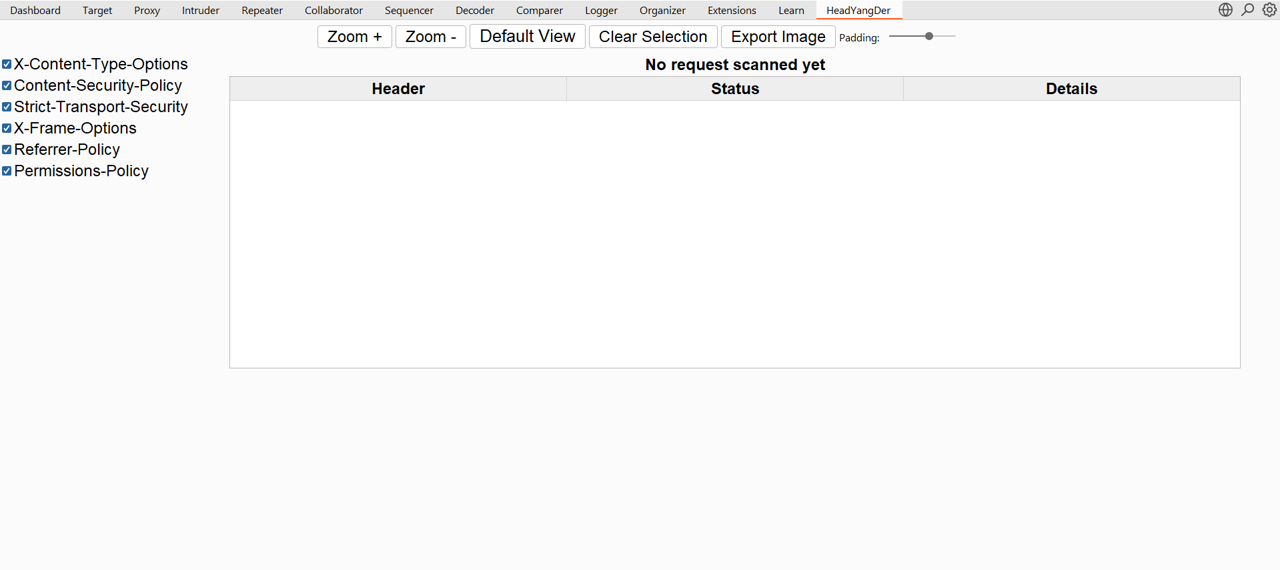 Dashboard Target Proxy Intruder Repeater Collaborator Sequencer Decoder Comparer Logger Organizer Extensions Learn HeadYangDer
Zoom + Zoom - Default View Clear Selection Export Image Padding:
No request scanned yet
X-Content-Type-Options
Content-Security-Policy
Strict-Transport-Security
X-Frame-Options
Referrer-Policy
Permissions-Policy
Header Status Details